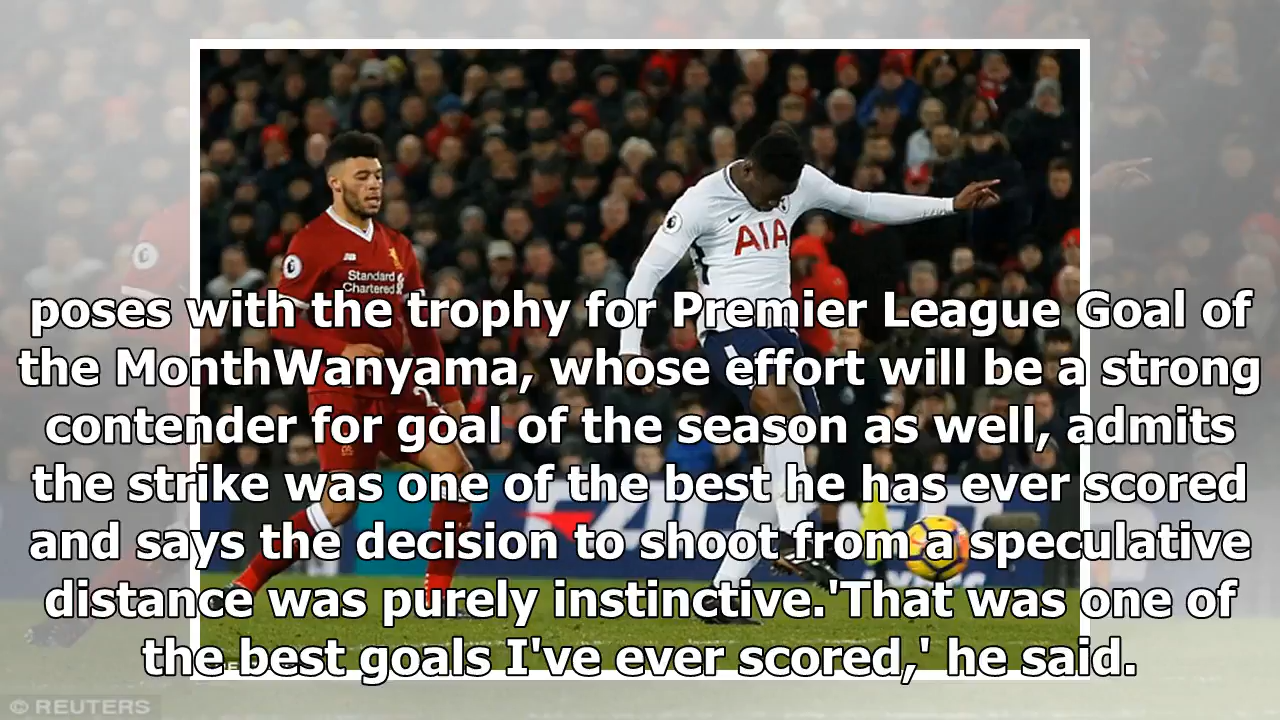 AIA
Standard
Chartered
poses with the trophy for Premier League Goal of
the MonthWanyama, whose effort will be a strong
contender for goal of the season as well, admits
the strike was one of the best he has ever scored
and says the decision to shoot from a speculative
distance was purely instinctive.'That was one of
the best goals I've ever scored,' he said.
© REUTERS